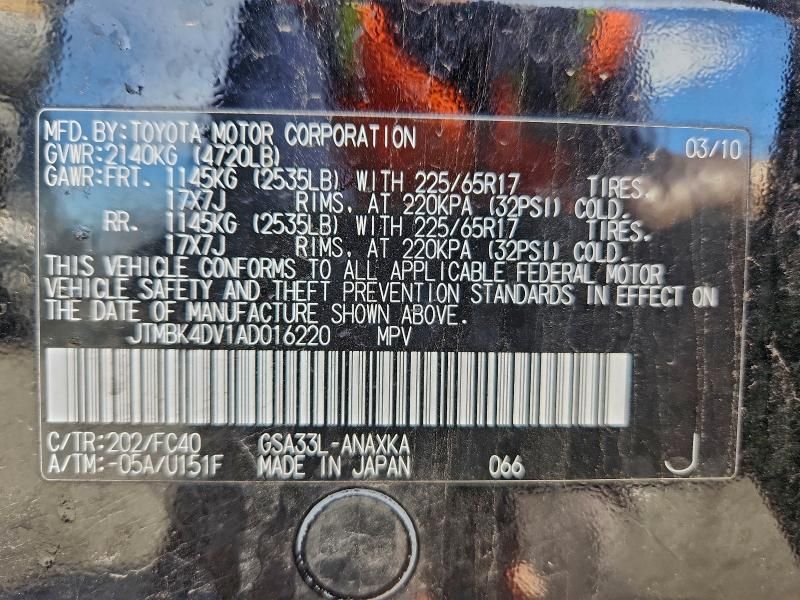 MFD. BY: TOYOTA MOTOR CORPORATION 03/10
GVWR: 2140KG (4720LB)
GAWR: FRT. 1145KG (2535LB) WITH 225/65R17 TIRES,
17X7J RIMS, AT 220KPA (32PSI) COLD.
RR. 1145KG (2535LB) WITH 225/65R17 TIRES,
17X7J RIMS, AT 220KPA (32PSI) COLD.
THIS VEHICLE CONFORMS TO ALL APPLICABLE FEDERAL MOTOR
VEHICLE SAFETY AND THEFT PREVENTION STANDARDS IN EFFECT ON
THE DATE OF MANUFACTURE SHOWN ABOVE.
JTMBK4DV1AD016220 MPV
C/TR: 202/FC40 GSA33L-ANAXKA
A/TM: -05A/U151F MADE IN JAPAN 066 J